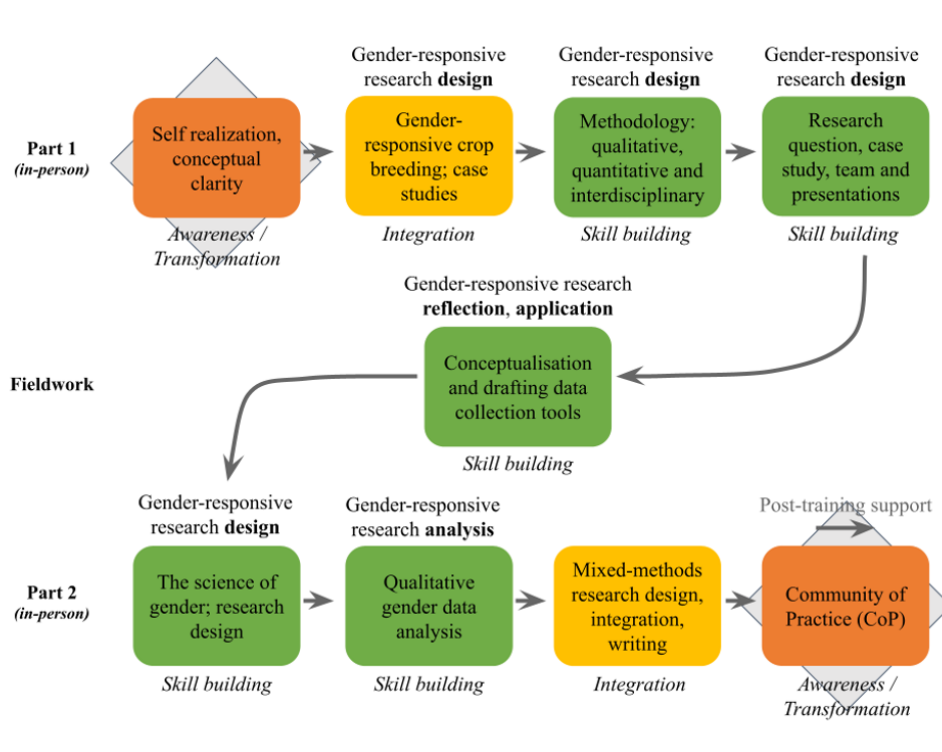 Gender-responsive
research design
Gender-responsive
research design
Gender-responsive
research design
Part 1
(in-person)
Self realization,
conceptual
clarity
Gender-
responsive crop
breeding; case
studies
Methodology:
qualitative,
quantitative and
interdisciplinary
Research
question, case
study, team and
presentations
Awareness /
Transformation
Integration
Skill building
Skill building
Gender-responsive research
reflection, application
Fieldwork
Conceptualisation
and drafting data
collection tools
Skill building
Gender-responsive
research design
Gender-responsive
research analysis
Post-training support
Part 2
(in-person)
The science of
gender; research
design
Qualitative
gender data
analysis
Mixed-methods
research design,
integration,
writing
Community of
Practice (CoP)
Skill building
Skill building
Integration
Awareness /
Transformation